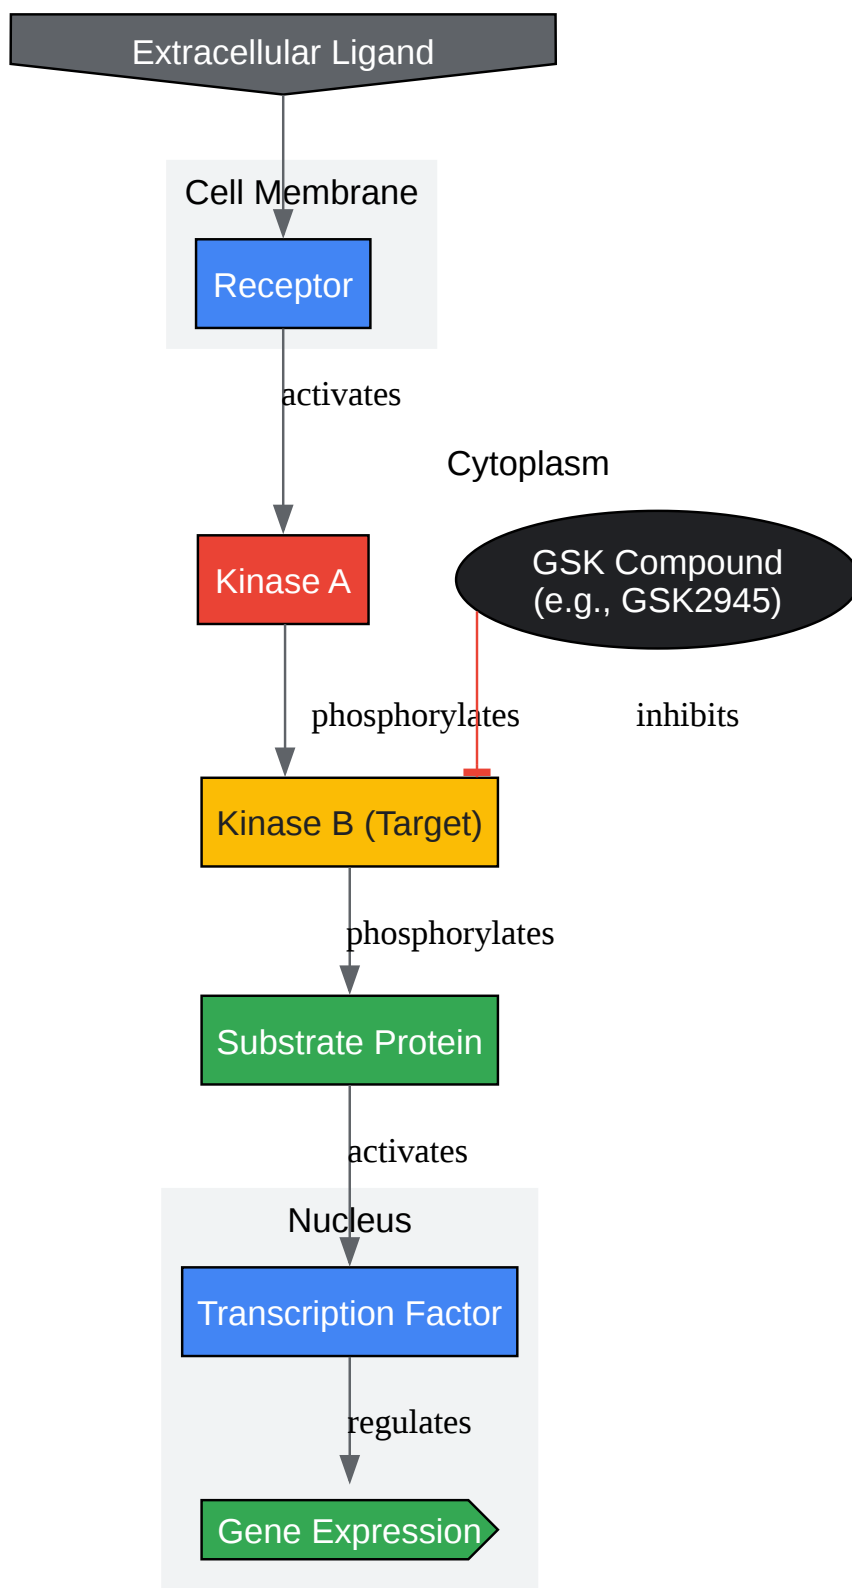 Extracellular Ligand
Cell Membrane
Receptor
activates
Cytoplasm
Kinase A
GSK Compound
(e.g., GSK2945)
phosphorylates
inhibits
Kinase B (Target)
phosphorylates
Substrate Protein
activates
Nucleus
Transcription Factor
regulates
Gene Expression